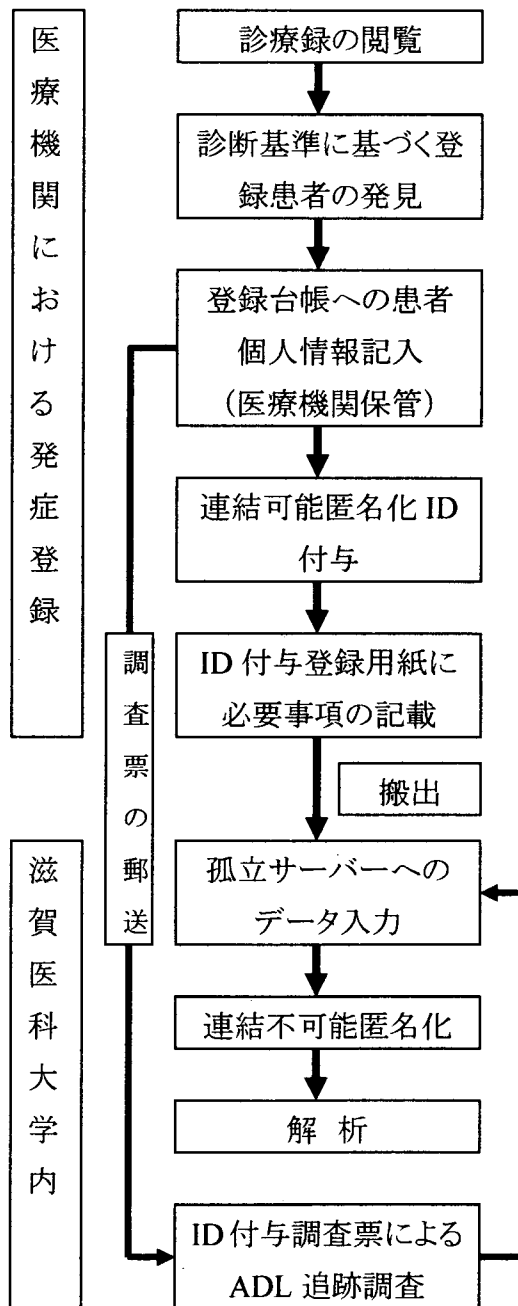 医療機関における発症登録
診療録の閲覧
診断基準に基づく登
録患者の発見
登録台帳への患者
個人情報記入
(医療機関保管)
連結可能匿名化 ID
付与
ID 付与登録用紙に
必要事項の記載
調査票の郵送
搬出
滋賀医科大学内
孤立サーバーへの
データ入力
連結不可能匿名化
解 析
ID 付与調査票による
ADL 追跡調査